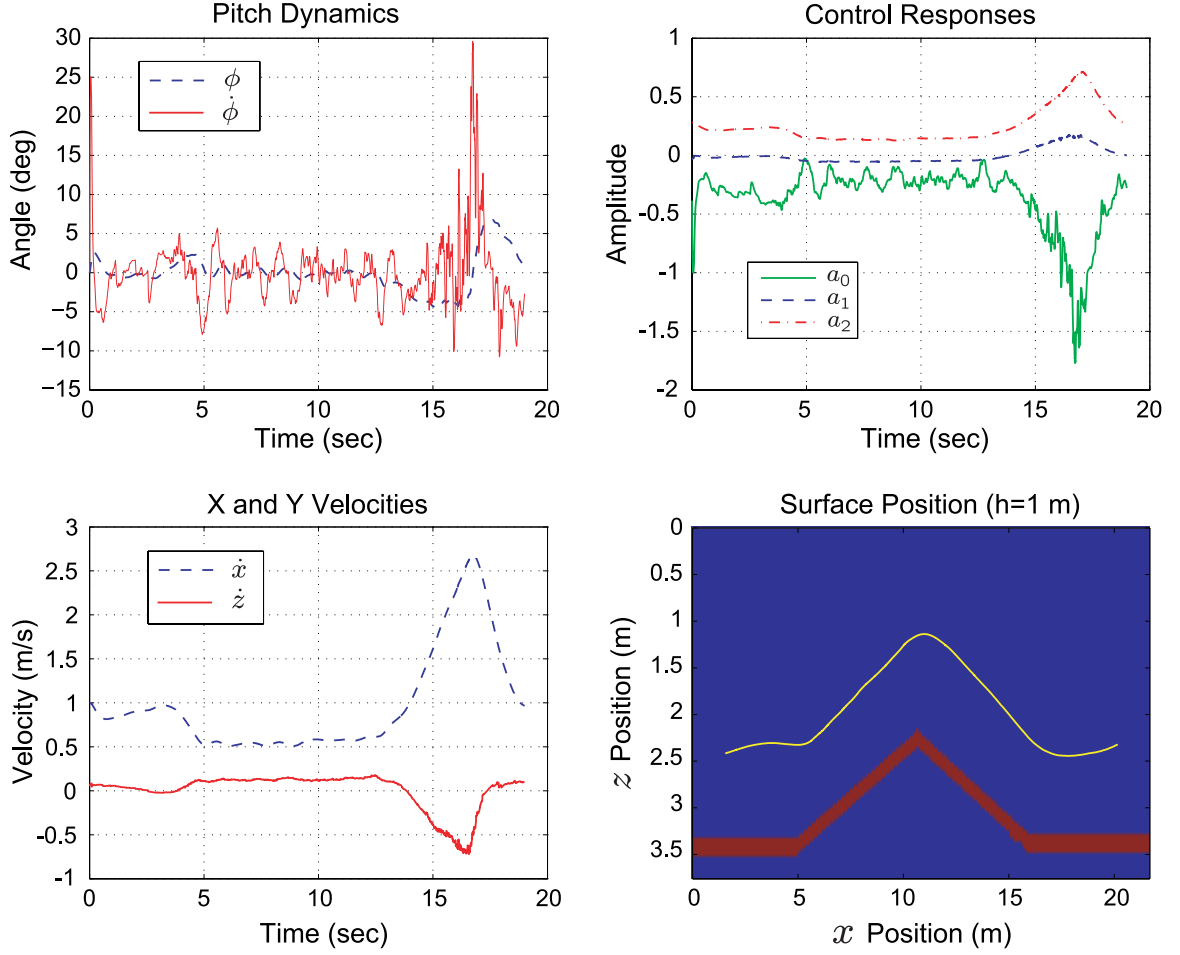 Pitch Dynamics
30
25
20
15
10
5
0
−5
−10
−15
Angle (deg)
ϕ
ϕ̇
0 5 10 15 20
Time (sec)
Control Responses
1
0.5
0
-0.5
-1
-1.5
-2
Amplitude
a₀
a₁
a₂
0 5 10 15 20
Time (sec)
X and Y Velocities
3
2.5
2
1.5
1
0.5
0
-0.5
-1
Velocity (m/s)
ẋ
ż
0 5 10 15 20
Time (sec)
Surface Position (h=1 m)
0
0.5
1
1.5
2
2.5
3
3.5
z Position (m)
0 5 10 15 20
x Position (m)